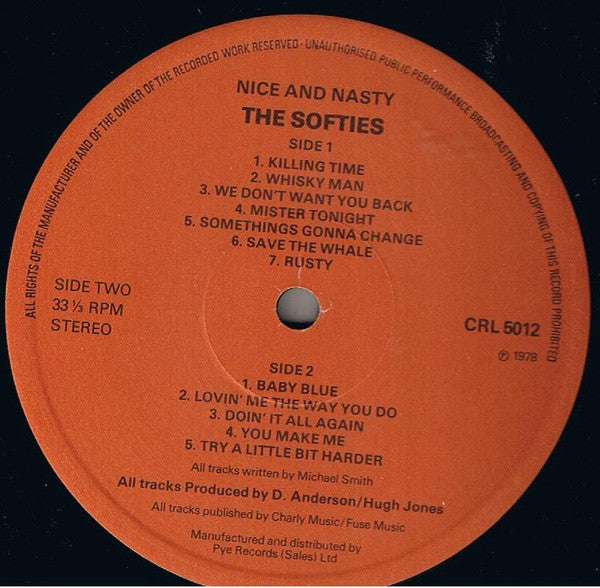 ALL RIGHTS OF THE MANUFACTURER AND OF THE OWNER OF THE RECORDED WORK RESERVED · UNAUTHORISED PUBLIC PERFORMANCE BROADCASTING AND COPYING OF THIS RECORD PROHIBITED
NICE AND NASTY
THE SOFTIES
SIDE 1
1. KILLING TIME
2. WHISKY MAN
3. WE DON'T WANT YOU BACK
4. MISTER TONIGHT
5. SOMETHINGS GONNA CHANGE
6. SAVE THE WHALE
7. RUSTY
SIDE TWO
33 ⅓ RPM
STEREO
CRL 5012
℗ 1978
SIDE 2
1. BABY BLUE
2. LOVIN' ME THE WAY YOU DO
3. DOIN' IT ALL AGAIN
4. YOU MAKE ME
5. TRY A LITTLE BIT HARDER
All tracks written by Michael Smith
All tracks Produced by D. Anderson/Hugh Jones
All tracks published by Charly Music/Fuse Music
Manufactured and distributed by
Pye Records (Sales) Ltd